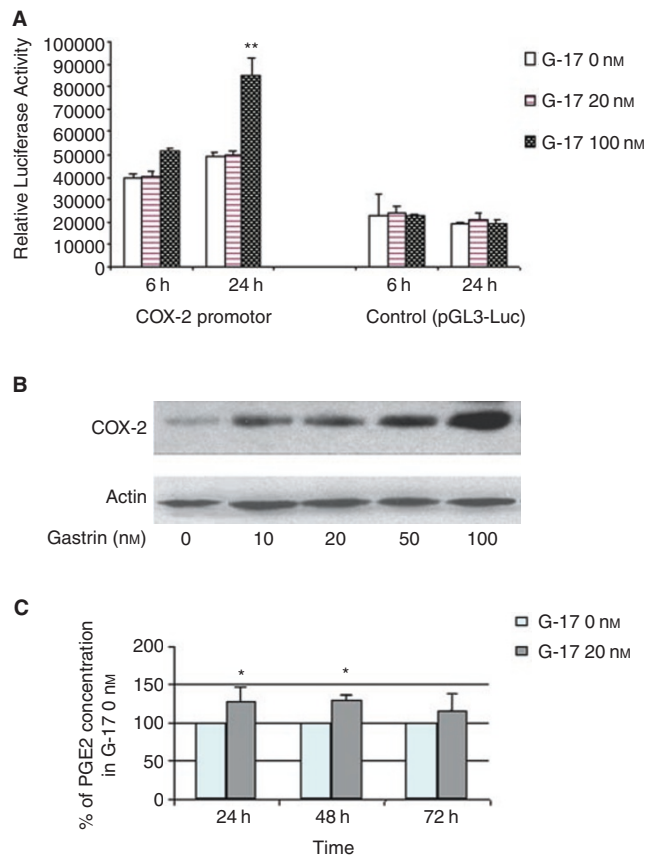 A
Relative Luciferase Activity
100000
90000
80000
70000
60000
50000
40000
30000
20000
10000
0
**
6 h
24 h
6 h
24 h
COX-2 promotor
Control (pGL3-Luc)
G-17 0 nM
G-17 20 nM
G-17 100 nM
B
COX-2
Actin
Gastrin (nM) 0 10 20 50 100
C
% of PGE2 concentration
in G-17 0 nM
200
150
100
50
0
* *
24 h 48 h 72 h
Time
G-17 0 nM
G-17 20 nM